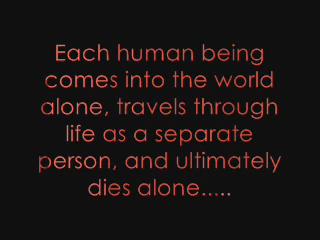 Each human being
comes into the world
alone, travels through
life as a separate
person, and ultimately
dies alone.....